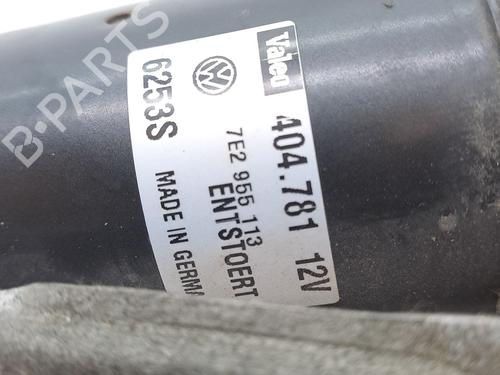 Valeo
404.781 12V
7E2 955 113
ENTSTOERT
6253S
MADE IN GERMA
B-PARTS